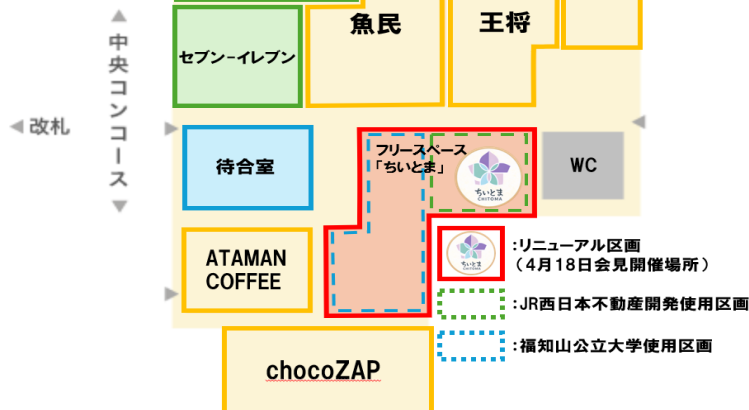 魚民
王将
セブン-イレブン
中央コンコース
改札
待合室
フリースペース
「ちいとま」
ちいとま
CHITOMA
WC
ATAMAN
COFFEE
ちいとま
CHITOMA
:リニューアル区画
(4月18日会見開催場所)
:JR西日本不動産開発使用区画
:福知山公立大学使用区画
chocoZAP